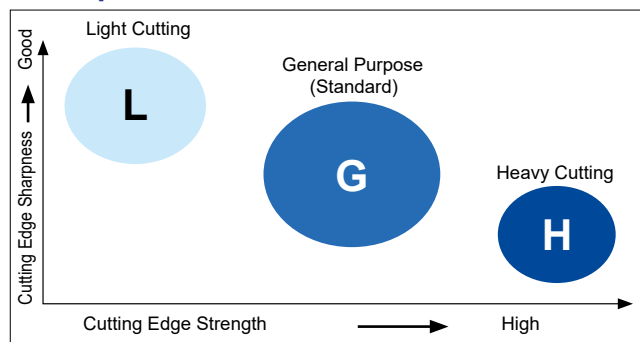 Light Cutting
L
General Purpose
(Standard)
G
Heavy Cutting
H
Cutting Edge Sharpness
Good
Cutting Edge Strength
High